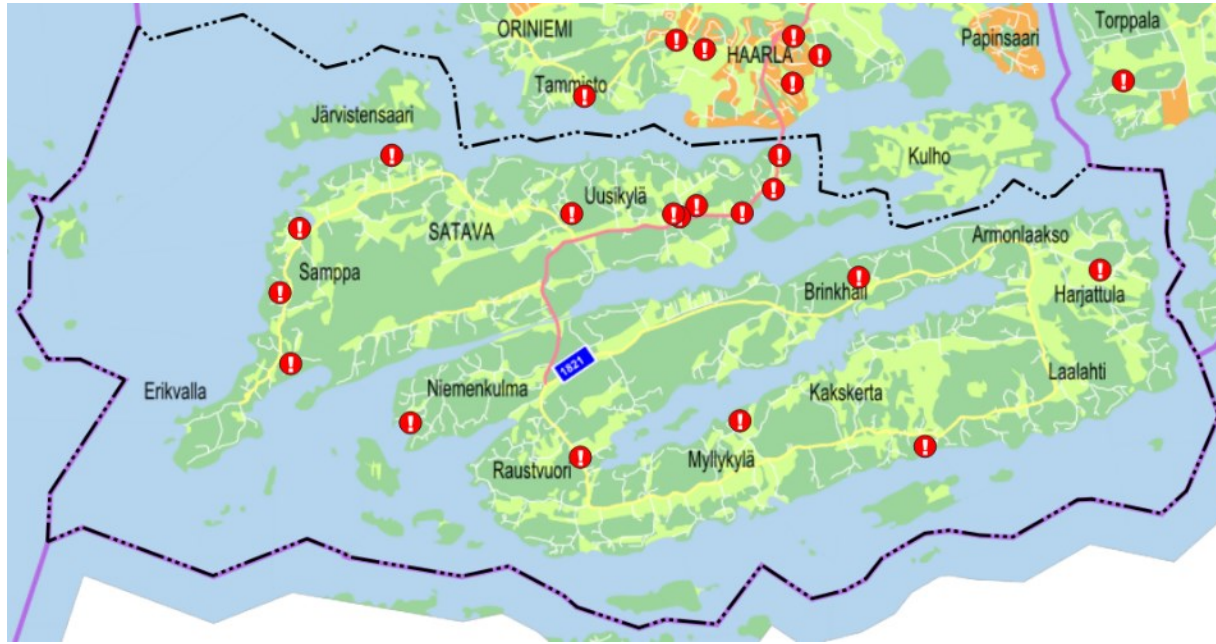 ORINIEMI
Torppala
HAARLA
Papinsaari
Tammisto
Järvistensaari
Kulho
Uusikylä
SATAVA
Armonlaakso
Samppa
Brinkhall
Harjattula
1821
Laalahti
Erikvalla
Niemenkulma
Kakskerta
Raustvuori
Myllykylä